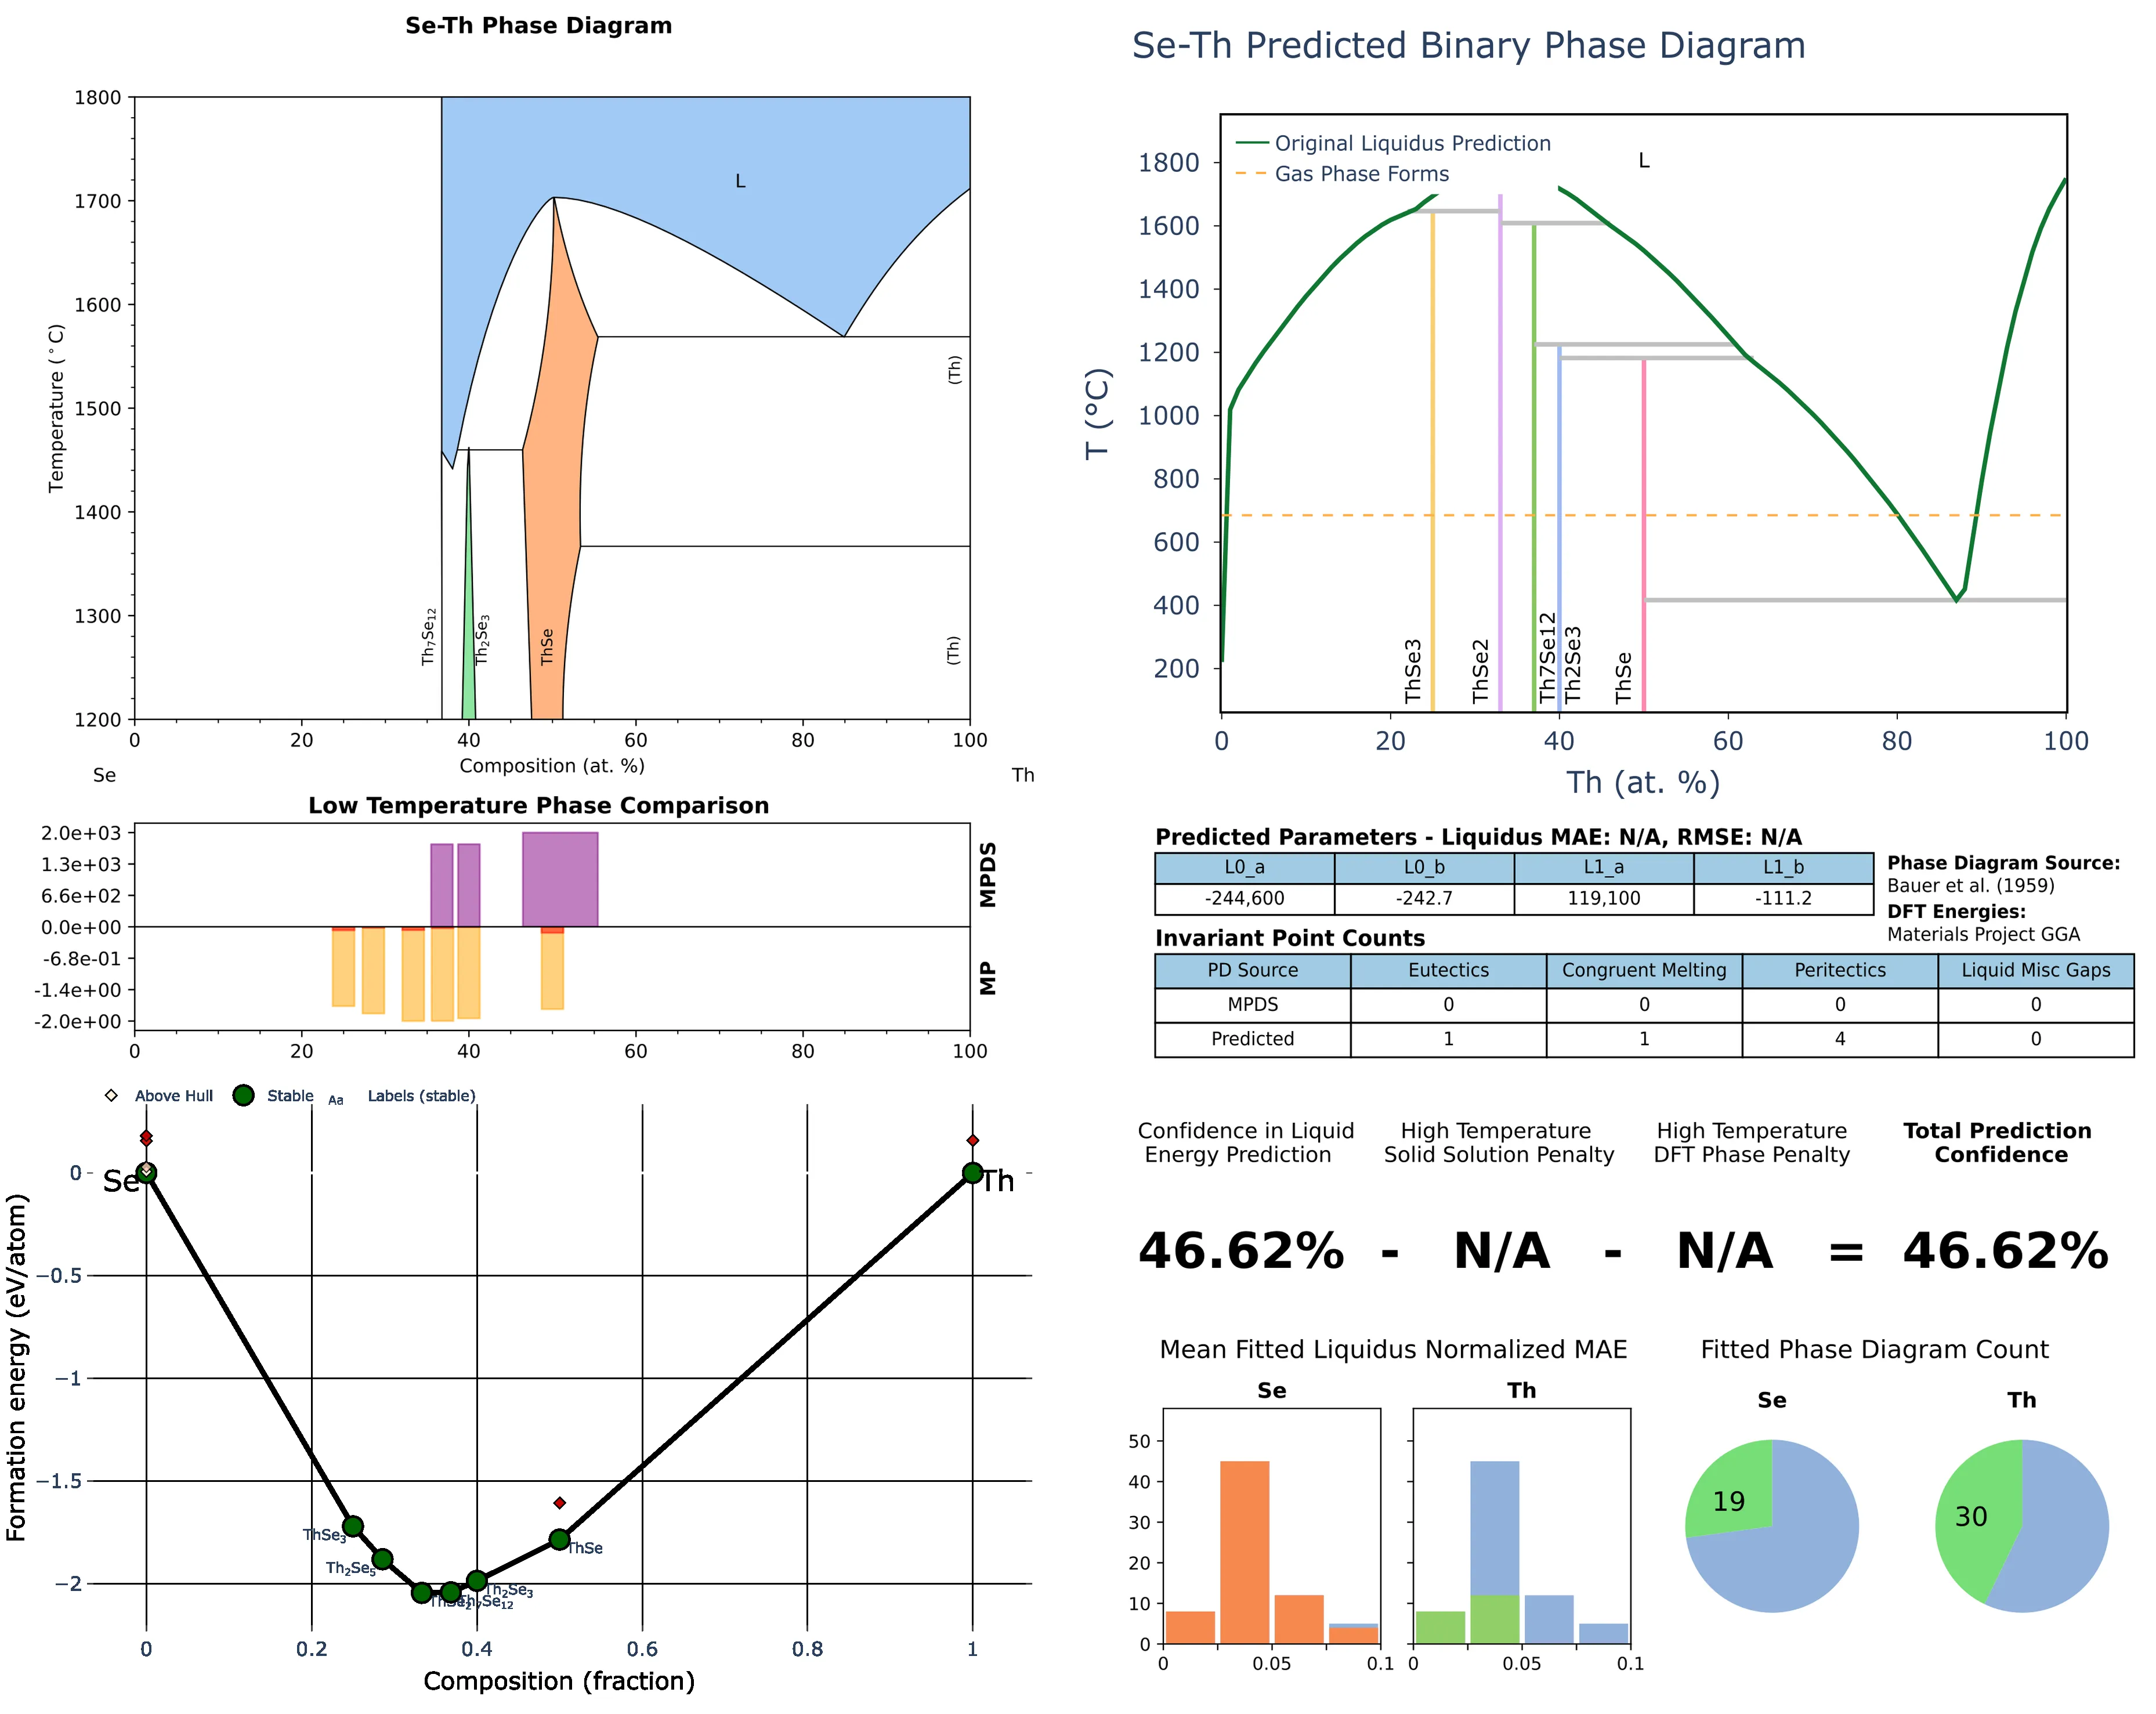 Se-Th Phase Diagram
1800
1700
1600
1500
1400
1300
1200
Temperature (°C)
L
(Th)
(Th)
Th₇Se₁₂
Th₂Se₃
ThSe
0 20 40 60 80 100
Composition (at. %)
Se Th
Low Temperature Phase Comparison
2.0e+03
1.3e+03
6.6e+02
0.0e+00
-6.8e-01
-1.4e+00
-2.0e+00
MPDS
MP
0 20 40 60 80 100
Above Hull Stable Aa Labels (stable)
0
−0.5
−1
−1.5
−2
Formation energy (eV/atom)
Se
Th
ThSe₃
Th₂Se₅
ThSe₂
Th₇Se₁₂
Th₂Se₃
ThSe
0 0.2 0.4 0.6 0.8 1
Composition (fraction)
Se-Th Predicted Binary Phase Diagram
Original Liquidus Prediction
Gas Phase Forms
L
1800
1600
1400
1200
1000
800
600
400
200
T (°C)
ThSe3
ThSe2
Th7Se12
Th2Se3
ThSe
0 20 40 60 80 100
Th (at. %)
Predicted Parameters - Liquidus MAE: N/A, RMSE: N/A
L0_a L0_b L1_a L1_b
-244,600 -242.7 119,100 -111.2
Phase Diagram Source:
Bauer et al. (1959)
DFT Energies:
Materials Project GGA
Invariant Point Counts
PD Source Eutectics Congruent Melting Peritectics Liquid Misc Gaps
MPDS 0 0 0 0
Predicted 1 1 4 0
Confidence in Liquid
Energy Prediction
High Temperature
Solid Solution Penalty
High Temperature
DFT Phase Penalty
Total Prediction
Confidence
46.62% - N/A - N/A = 46.62%
Mean Fitted Liquidus Normalized MAE
Se
Th
50
40
30
20
10
0
0 0.05 0.1
0 0.05 0.1
Fitted Phase Diagram Count
Se
Th
19
30